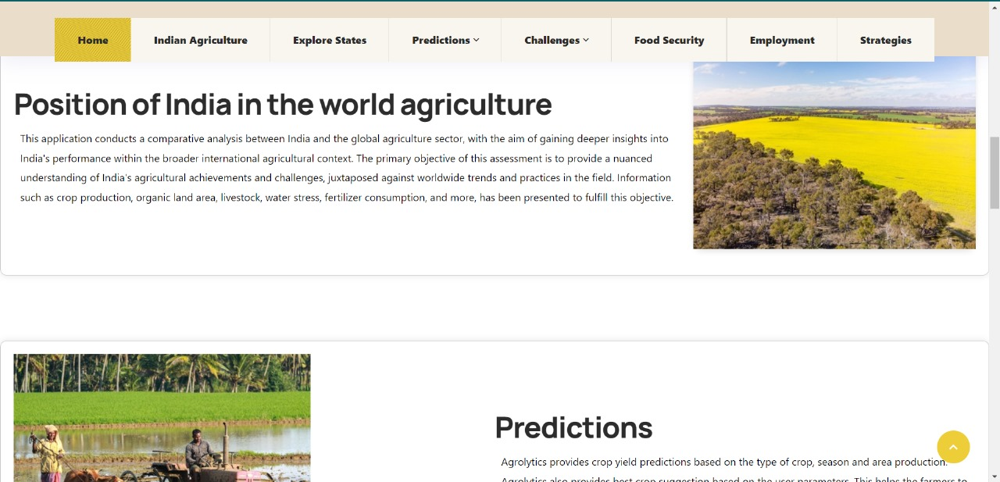 Home Indian Agriculture Explore States Predictions Challenges Food Security Employment Strategies
Position of India in the world agriculture
This application conducts a comparative analysis between India and the global agriculture sector, with the aim of gaining deeper insights into
India's performance within the broader international agricultural context. The primary objective of this assessment is to provide a nuanced
understanding of India's agricultural achievements and challenges, juxtaposed against worldwide trends and practices in the field. Information
such as crop production, organic land area, livestock, water stress, fertilizer consumption, and more, has been presented to fulfill this objective.
Predictions
Agrolytics provides crop yield predictions based on the type of crop, season and area production.
Agrolytics also provides best crop suggestion based on the user parameters. This helps the farmers to